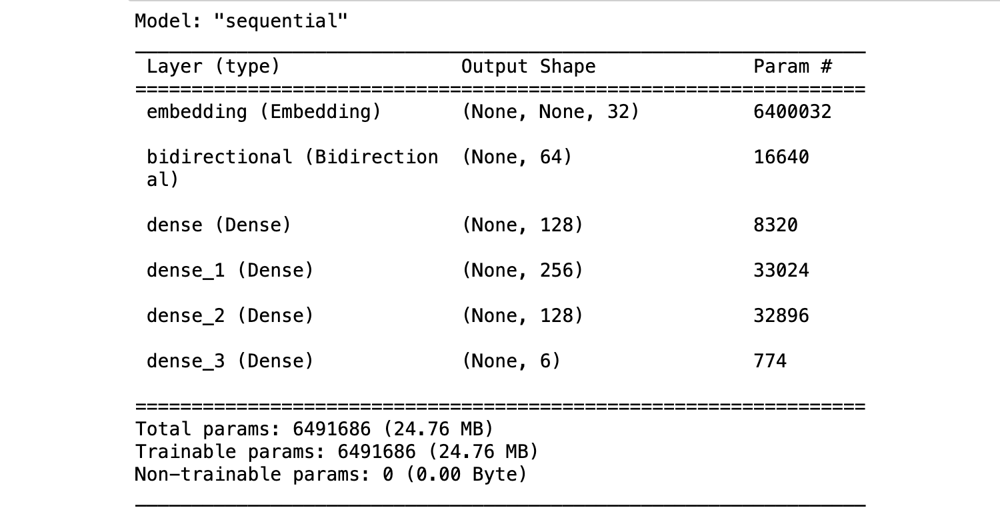 Model: "sequential"
_________________________________________________________________
Layer (type) Output Shape Param #
=================================================================
embedding (Embedding) (None, None, 32) 6400032
bidirectional (Bidirection (None, 64) 16640
al)
dense (Dense) (None, 128) 8320
dense_1 (Dense) (None, 256) 33024
dense_2 (Dense) (None, 128) 32896
dense_3 (Dense) (None, 6) 774
=================================================================
Total params: 6491686 (24.76 MB)
Trainable params: 6491686 (24.76 MB)
Non-trainable params: 0 (0.00 Byte)
_________________________________________________________________